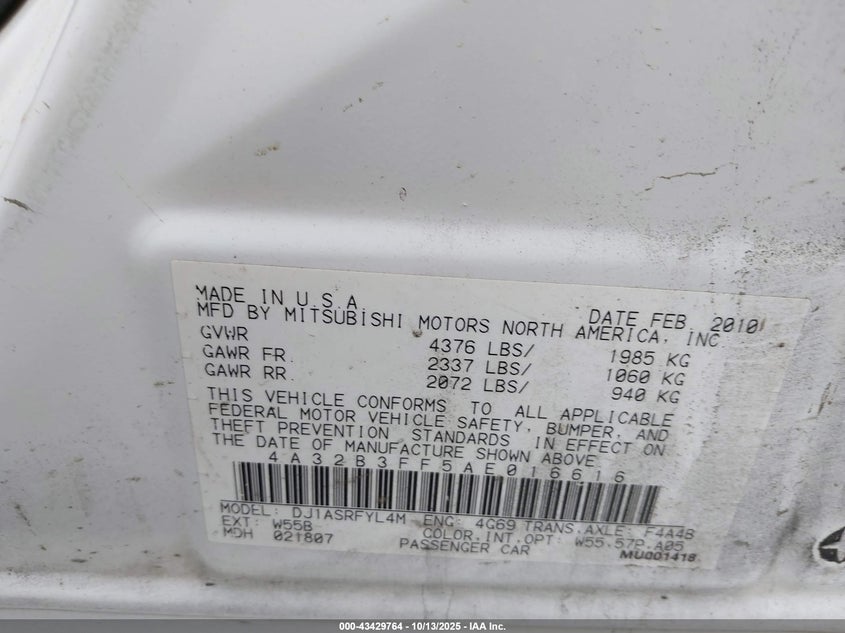 MADE IN U.S.A. DATE FEB 2010
MFD BY MITSUBISHI MOTORS NORTH AMERICA, INC.
GVWR 4376 LBS/ 1985 KG
GAWR FR. 2337 LBS/ 1060 KG
GAWR RR. 2072 LBS/ 940 KG
THIS VEHICLE CONFORMS TO ALL APPLICABLE
FEDERAL MOTOR VEHICLE SAFETY, BUMPER, AND
THEFT PREVENTION STANDARDS IN EFFECT ON
THE DATE OF MANUFACTURE SHOWN ABOVE
4A32B3FF5AE016616
MODEL: DJ1ASRFYL4M ENG: 4G69 TRANS.AXLE: F4A4B
EXT: W55B COLOR.INT.OPT: W55.57P.A05
MDH 021807 PASSENGER CAR MU001418
000-43429764 - 10/13/2025 - IAA Inc.